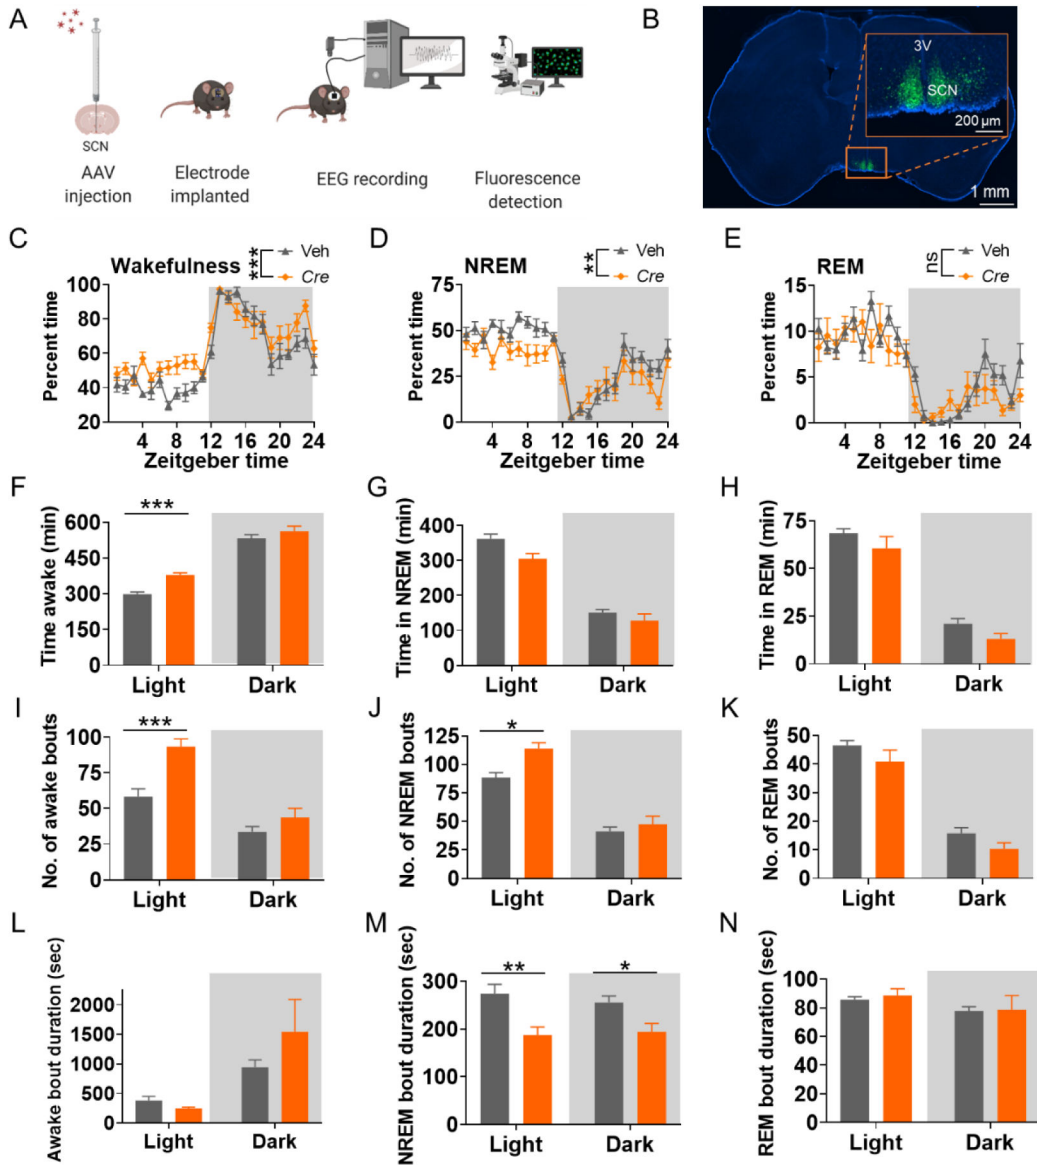 A
SCN
AAV
injection
Electrode
implanted
EEG recording
Fluorescence
detection
B
3V
SCN
200 µm
1 mm
C
Wakefulness
****
Veh
Cre
Percent time
100
80
60
40
20
4 8 12 16 20 24
Zeitgeber time
D
NREM
**
Veh
Cre
Percent time
75
50
25
0
4 8 12 16 20 24
Zeitgeber time
E
REM
ns
Veh
Cre
Percent time
15
10
5
0
4 8 12 16 20 24
Zeitgeber time
F
***
Time awake (min)
600
450
300
150
0
Light Dark
G
Time in NREM (min)
400
300
200
100
0
Light Dark
H
Time in REM (min)
75
50
25
0
Light Dark
I
***
No. of awake bouts
100
75
50
25
0
Light Dark
J
*
No. of NREM bouts
125
100
75
50
25
0
Light Dark
K
No. of REM bouts
50
40
30
20
10
0
Light Dark
L
Awake bout duration (sec)
2000
1500
1000
500
0
Light Dark
M
** *
NREM bout duration (sec)
300
200
100
0
Light Dark
N
REM bout duration (sec)
100
80
60
40
20
0
Light Dark